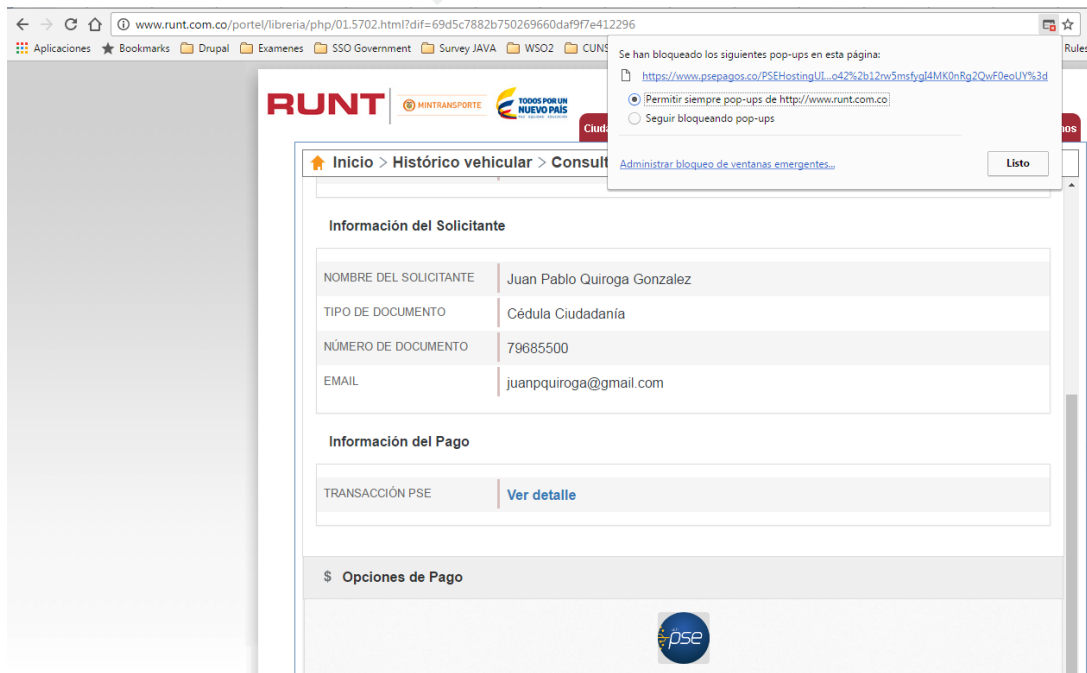 www.runt.com.co/portel/libreria/php/01.5702.html?dif=69d5c7882b750269660daf9f7e412296
Aplicaciones Bookmarks Drupal Examenes SSO Government Survey JAVA WSO2 CUNS Rules
Se han bloqueado los siguientes pop-ups en esta página:
https://www.psepagos.co/PSEHostingUI...o42%2b12rw5msfygI4MK0nRg2QwF0eoUY%3d
Permitir siempre pop-ups de http://www.runt.com.co
Seguir bloqueando pop-ups
Administrar bloqueo de ventanas emergentes...
Listo
RUNT MINTRANSPORTE TODOS POR UN
NUEVO PAÍS
PAZ EQUIDAD EDUCACIÓN
Ciud
os
Inicio > Histórico vehicular > Consult
Información del Solicitante
NOMBRE DEL SOLICITANTE Juan Pablo Quiroga Gonzalez
TIPO DE DOCUMENTO Cédula Ciudadanía
NÚMERO DE DOCUMENTO 79685500
EMAIL juanpquiroga@gmail.com
Información del Pago
TRANSACCIÓN PSE Ver detalle
$ Opciones de Pago
pse